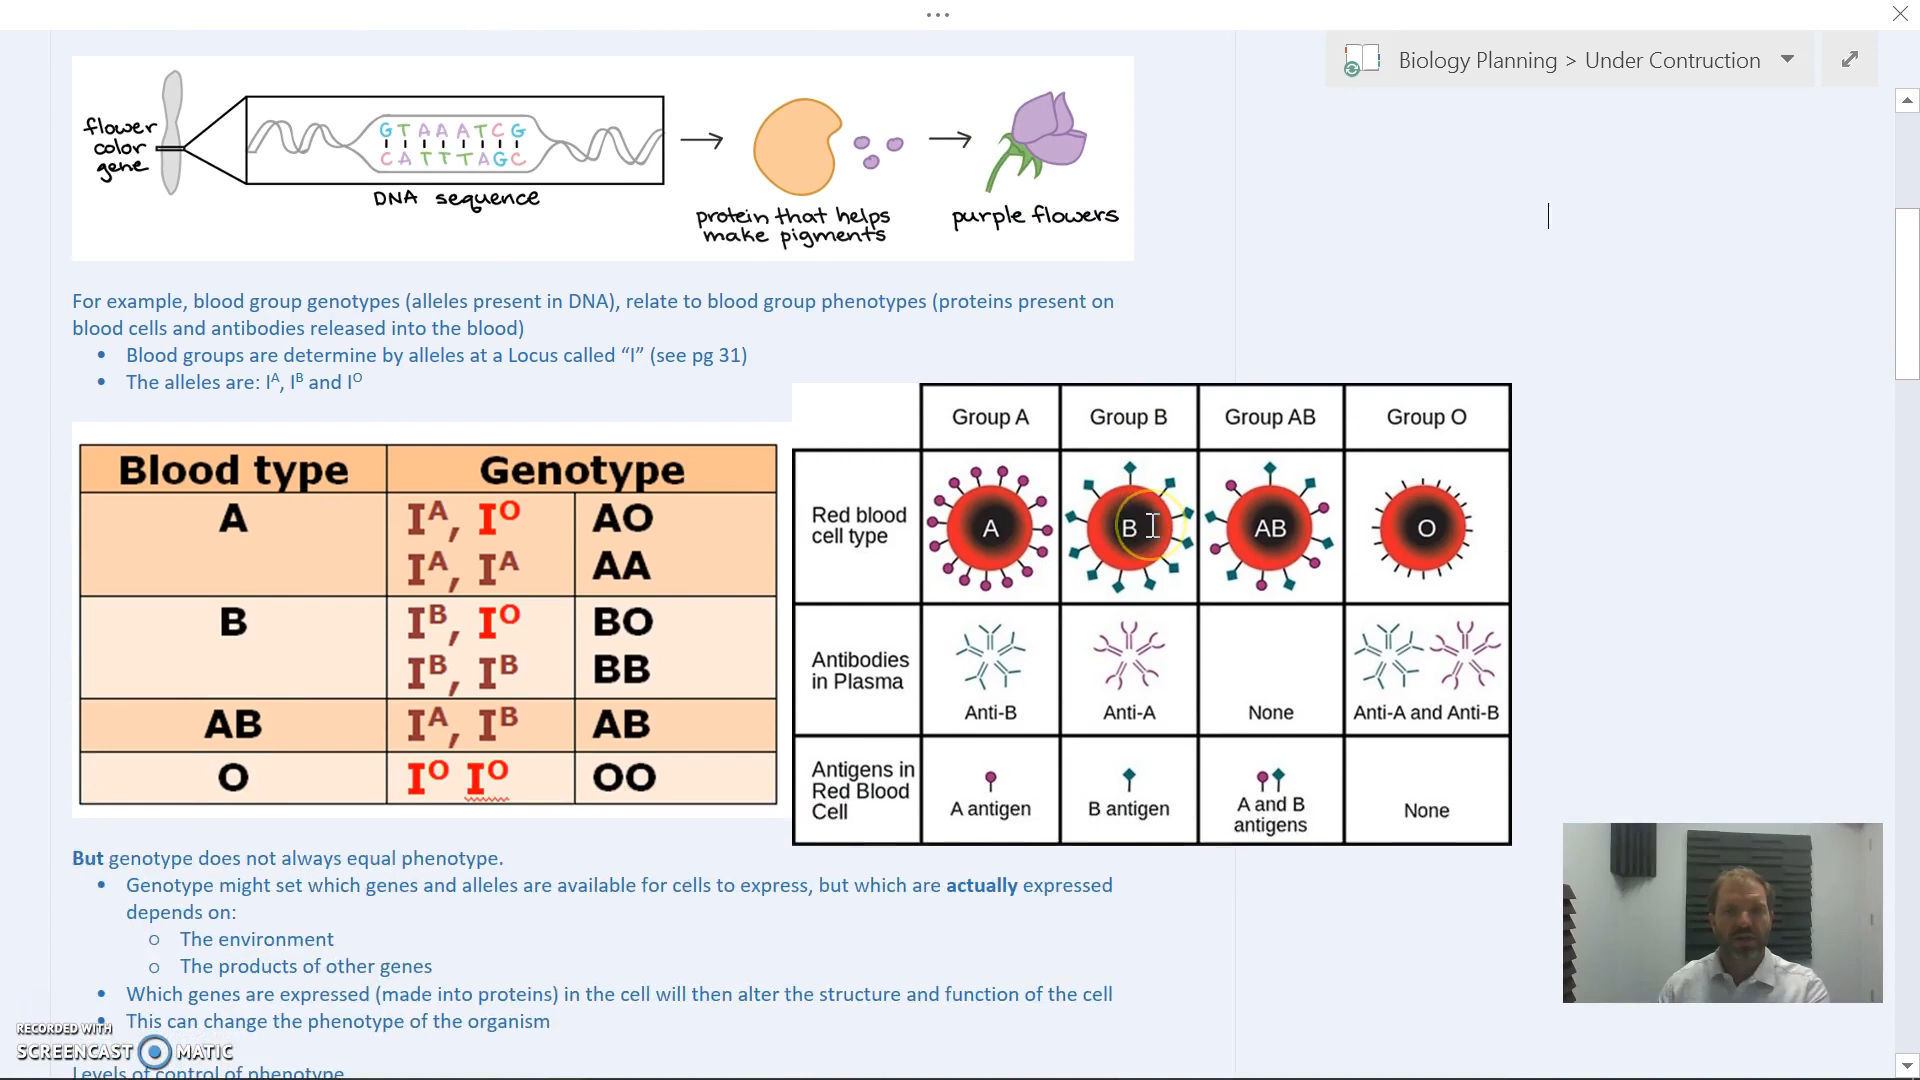 Biology Planning > Under Contruction
flower
color
gene
GTAAATCG
CATTTAGC
DNA sequence
protein that helps
make pigments
purple flowers
For example, blood group genotypes (alleles present in DNA), relate to blood group phenotypes (proteins present on
blood cells and antibodies released into the blood)
• Blood groups are determine by alleles at a Locus called “I” (see pg 31)
• The alleles are: Iᴬ, Iᴮ and Iᴼ
Blood type Genotype
A Iᴬ, Iᴼ AO
Iᴬ, Iᴬ AA
B Iᴮ, Iᴼ BO
Iᴮ, Iᴮ BB
AB Iᴬ, Iᴮ AB
O Iᴼ Iᴼ OO
Group A Group B Group AB Group O
Red blood
cell type
A B AB O
Antibodies
in Plasma
Anti-B Anti-A None Anti-A and Anti-B
Antigens in
Red Blood
Cell
A antigen B antigen A and B
antigens None
But genotype does not always equal phenotype.
• Genotype might set which genes and alleles are available for cells to express, but which are actually expressed
depends on:
o The environment
o The products of other genes
• Which genes are expressed (made into proteins) in the cell will then alter the structure and function of the cell
• This can change the phenotype of the organism
Levels of control of phenotype
RECORDED WITH
SCREENCAST MATIC